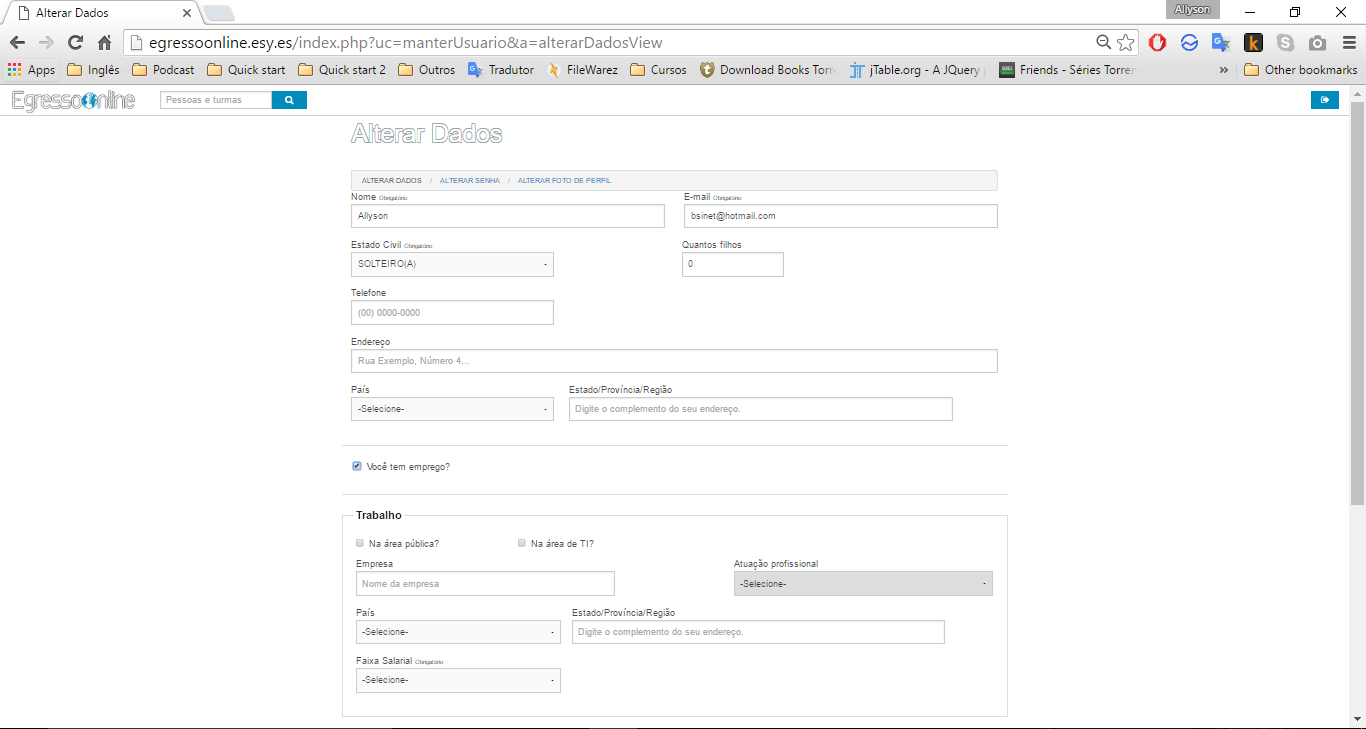 Alterar Dados
Allyson
egressoonline.esy.es/index.php?uc=manterUsuario&a=alterarDadosView
Apps Inglês Podcast Quick start Quick start 2 Outros Tradutor FileWarez Cursos Download Books Torre jTable.org - A JQuery Friends - Séries Torrer » Other bookmarks
EgressoOnline Pessoas e turmas
Alterar Dados
ALTERAR DADOS / ALTERAR SENHA / ALTERAR FOTO DE PERFIL
Nome Obrigatório E-mail Obrigatório
Allyson bsinet@hotmail.com
Estado Civil Obrigatório Quantos filhos
SOLTEIRO(A) 0
Telefone
(00) 0000-0000
Endereço
Rua Exemplo, Número 4...
País Estado/Província/Região
-Selecione- Digite o complemento do seu endereço.
Você tem emprego?
Trabalho
Na área pública? Na área de TI?
Empresa Atuação profissional
Nome da empresa -Selecione-
País Estado/Província/Região
-Selecione- Digite o complemento do seu endereço.
Faixa Salarial Obrigatório
-Selecione-